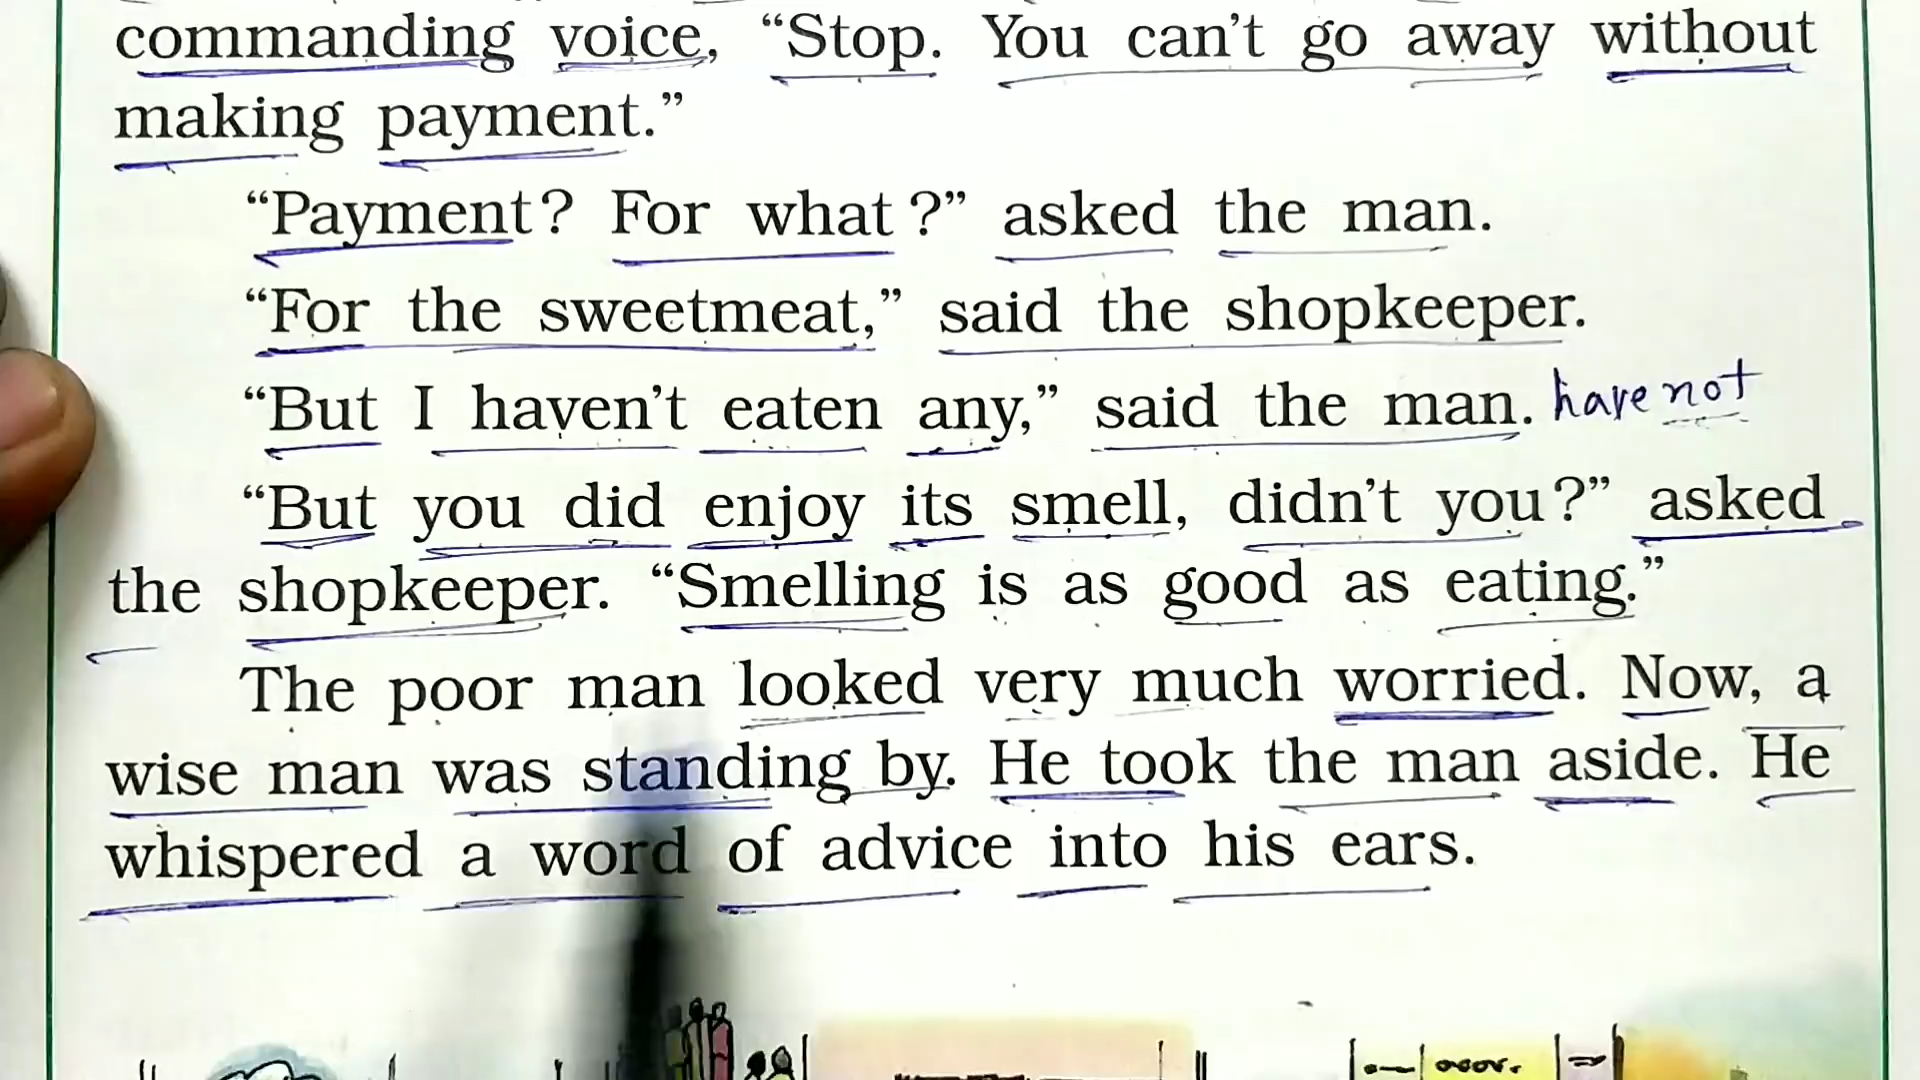 commanding voice, “Stop. You can’t go away without
making payment.”
“Payment? For what?” asked the man.
“For the sweetmeat,” said the shopkeeper.
“But I haven’t eaten any,” said the man. have not
“But you did enjoy its smell, didn’t you?” asked
the shopkeeper. “Smelling is as good as eating.”
The poor man looked very much worried. Now, a
wise man was standing by. He took the man aside. He
whispered a word of advice into his ears.